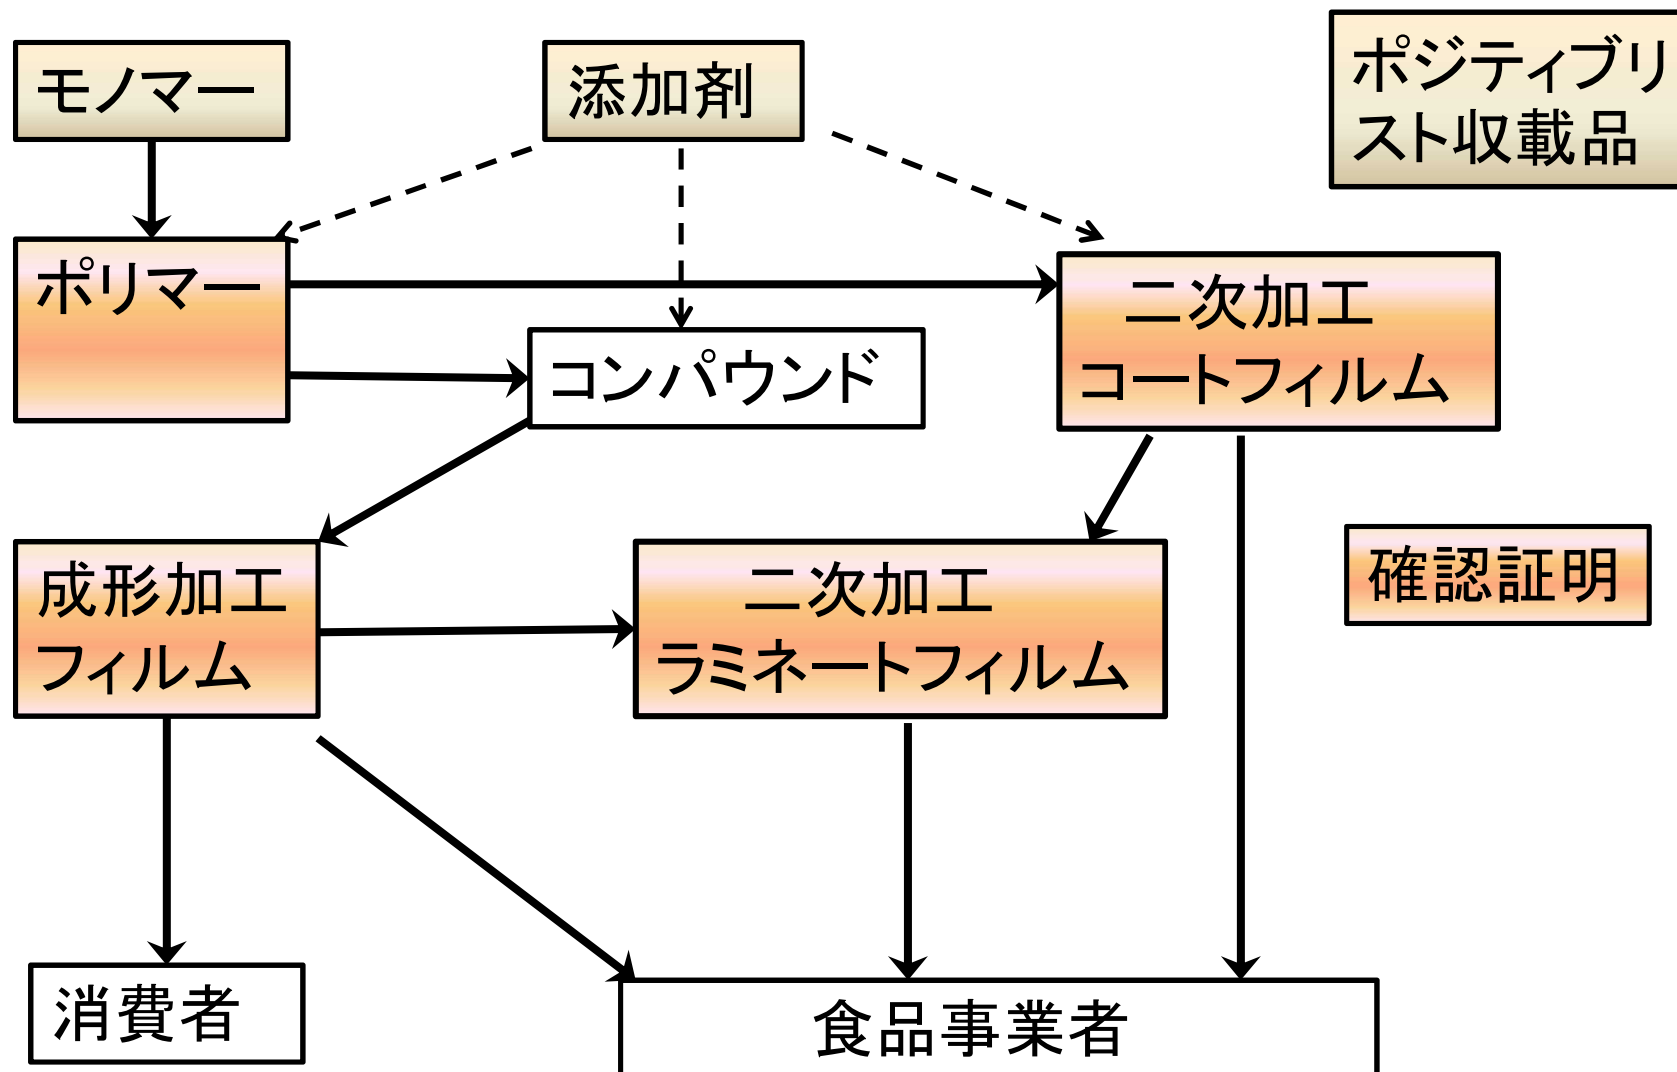 モノマー
添加剤
ポジティブリ
スト収載品
ポリマー
二次加工
コートフィルム
コンパウンド
成形加工
フィルム
二次加工
ラミネートフィルム
確認証明
消費者
食品事業者